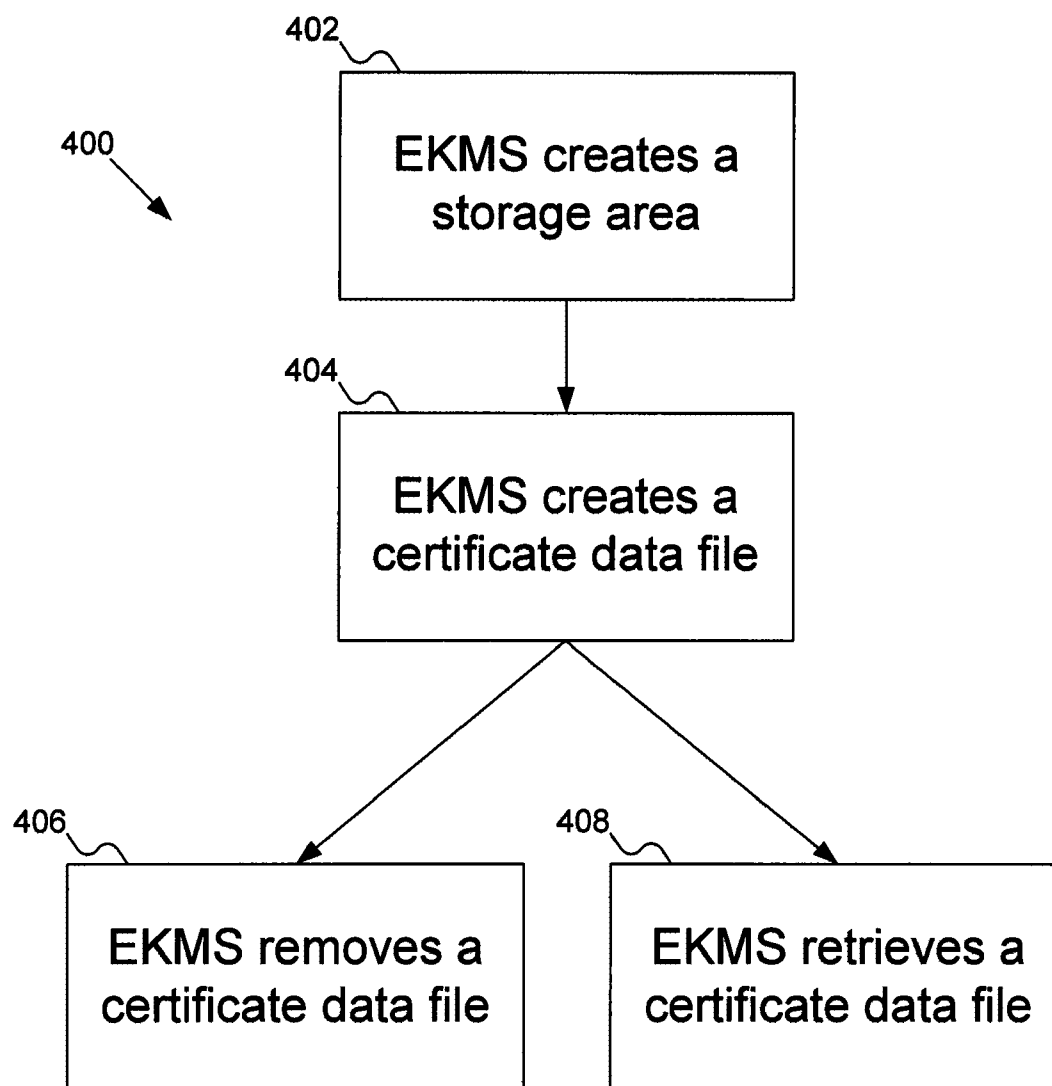 402
EKMS creates a
storage area
400
404
EKMS creates a
certificate data file
406
EKMS removes a
certificate data file
408
EKMS retrieves a
certificate data file